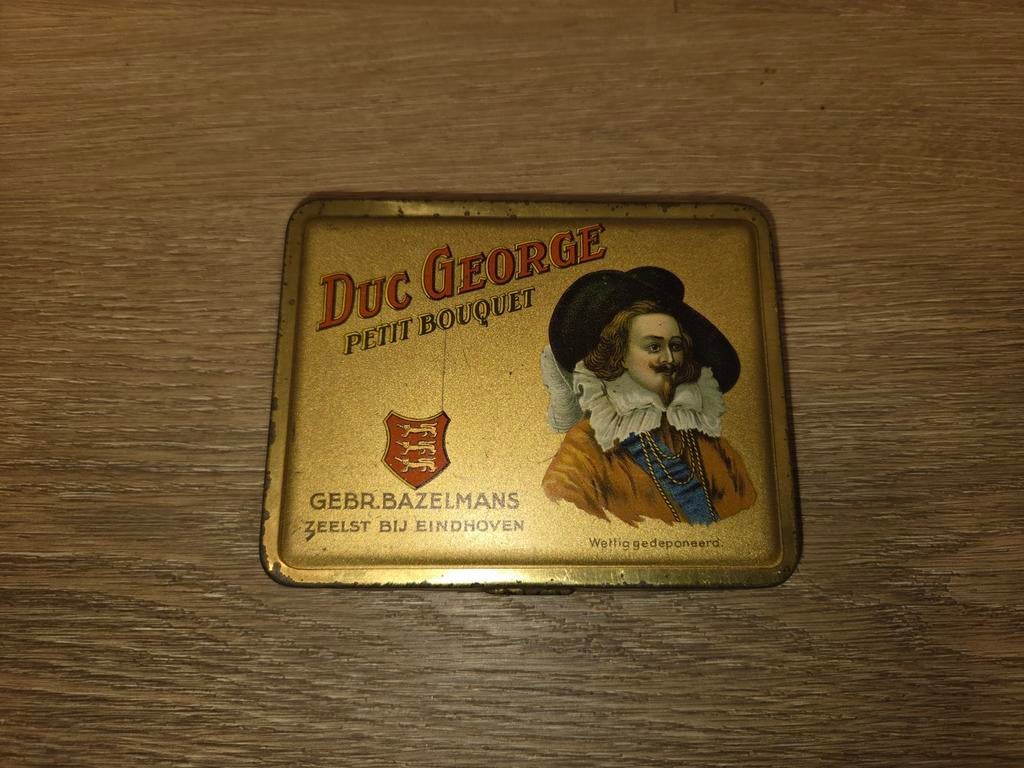 DUC GEORGE
PETIT BOUQUET
GEBR. BAZELMANS
ZEELST BIJ EINDHOVEN
Wettig gedeponeerd.